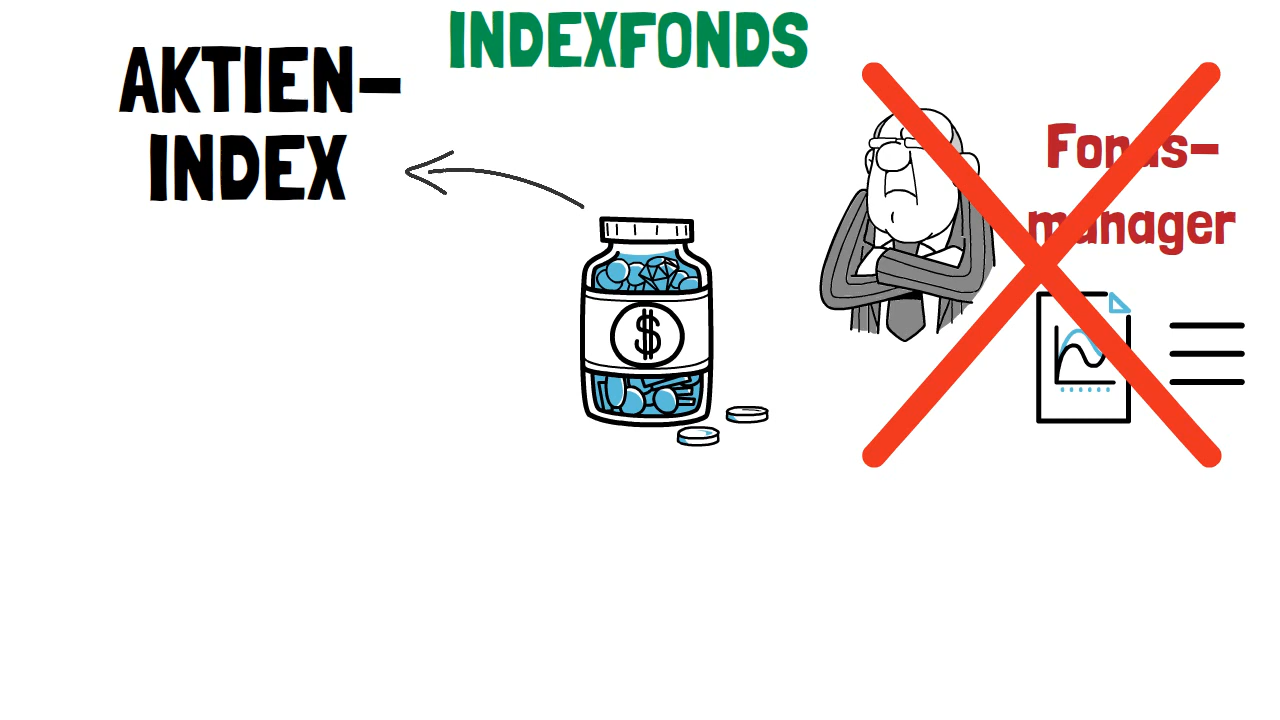 INDEXFONDS
AKTIEN-
INDEX
Fonds-
manager
$